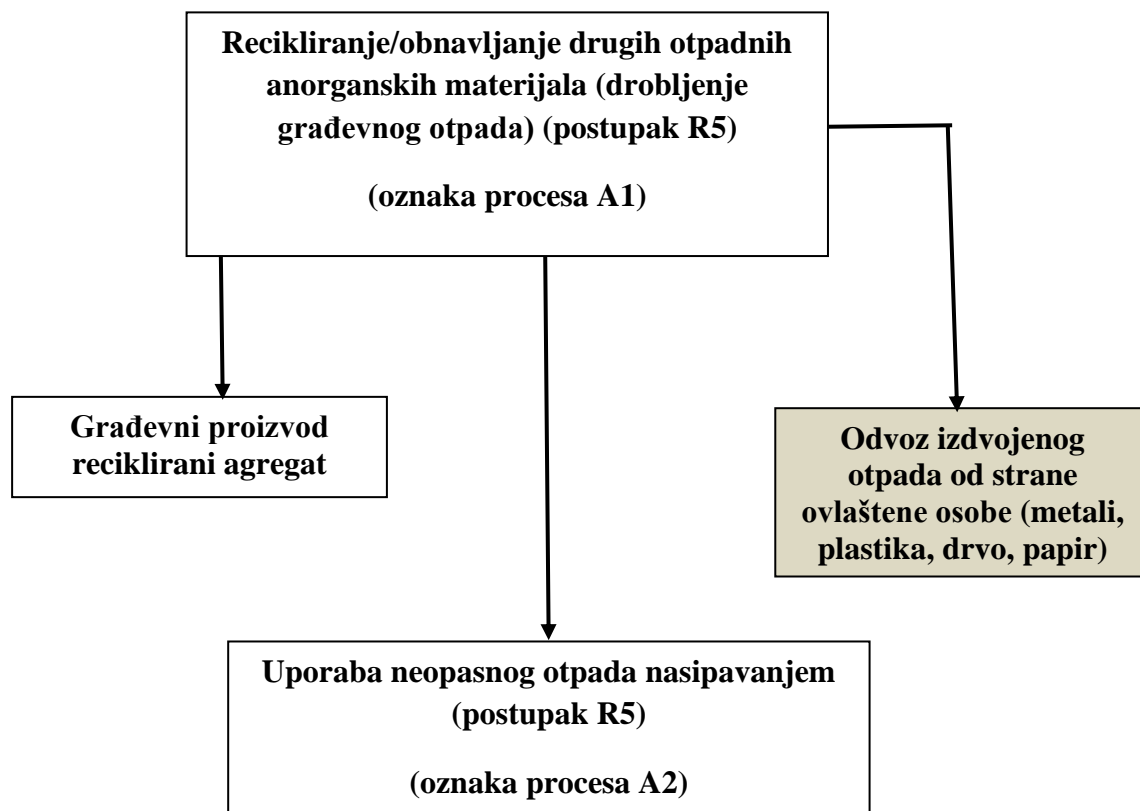 Recikliranje/obnavljanje drugih otpadnih
anorganskih materijala (drobljenje
građevnog otpada) (postupak R5)
(oznaka procesa A1)
Građevni proizvod
reciklirani agregat
Odvoz izdvojenog
otpada od strane
ovlaštene osobe (metali,
plastika, drvo, papir)
Uporaba neopasnog otpada nasipavanjem
(postupak R5)
(oznaka procesa A2)